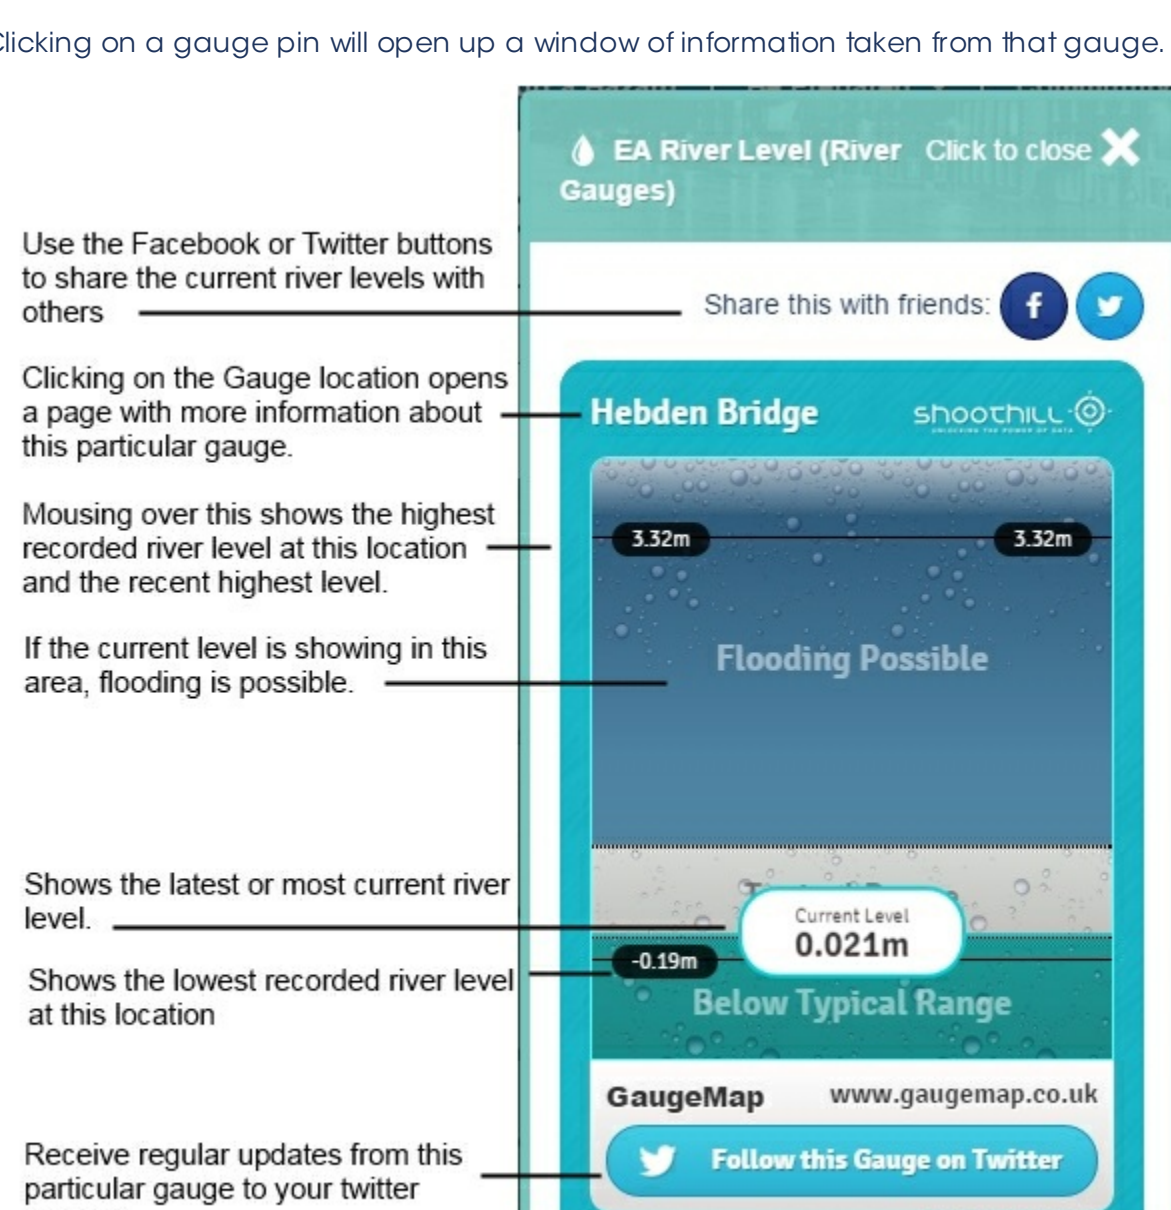 Clicking on a gauge pin will open up a window of information taken from that gauge.
EA River Level (River
Gauges)
Click to close
Use the Facebook or Twitter buttons
to share the current river levels with
others
Share this with friends:
Clicking on the Gauge location opens
a page with more information about
this particular gauge.
Hebden Bridge
shoothill
UNLOCKING THE POWER OF DATA
Mousing over this shows the highest
recorded river level at this location
and the recent highest level.
3.32m
3.32m
If the current level is showing in this
area, flooding is possible.
Flooding Possible
Shows the latest or most current river
level.
Current Level
0.021m
Shows the lowest recorded river level
at this location
-0.19m
Below Typical Range
GaugeMap
www.gaugemap.co.uk
Receive regular updates from this
particular gauge to your twitter
Follow this Gauge on Twitter